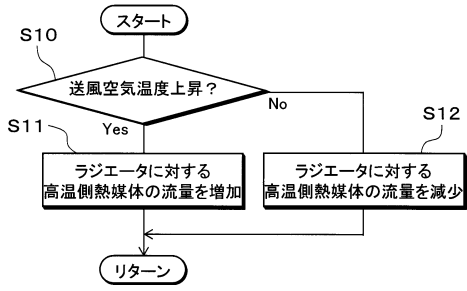 スタート
S10
送風空気温度上昇？
No
Yes
S11
S12
ラジエータに対する
高温側熱媒体の流量を増加
ラジエータに対する
高温側熱媒体の流量を減少
リターン